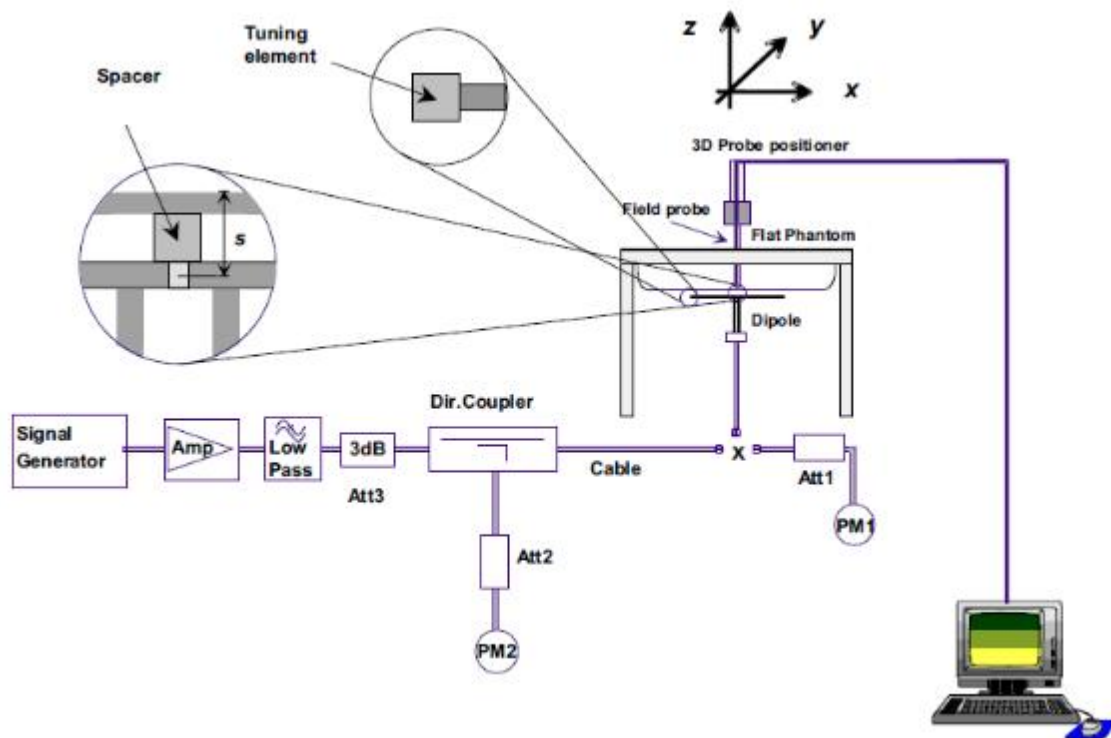 Tuning
element
Spacer
s
z
y
x
3D Probe positioner
Field probe
Flat Phantom
Dipole
Dir.Coupler
Signal
Generator
Amp
Low
Pass
3dB
Att3
Cable
X
Att1
PM1
Att2
PM2